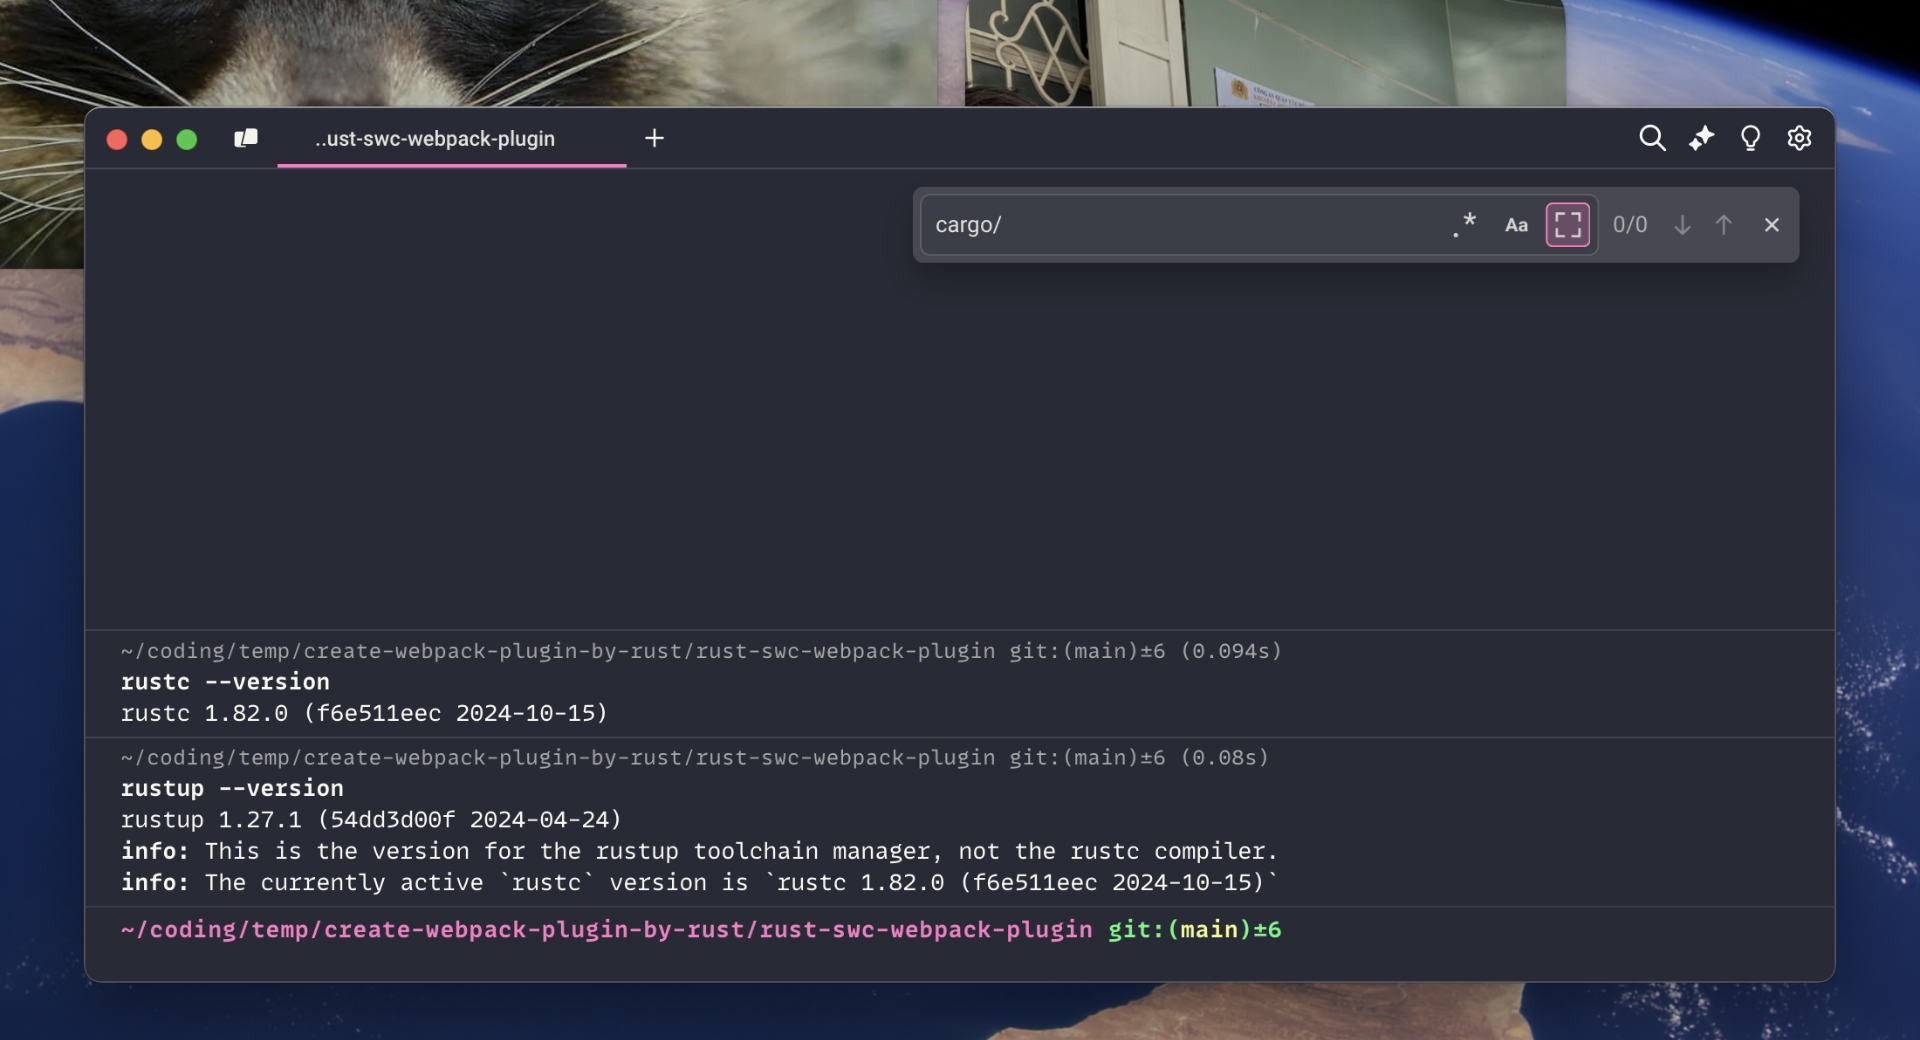 ..ust-swc-webpack-plugin
cargo/
.* Aa 0/0
~/coding/temp/create-webpack-plugin-by-rust/rust-swc-webpack-plugin git:(main)±6 (0.094s)
rustc --version
rustc 1.82.0 (f6e511eec 2024-10-15)
~/coding/temp/create-webpack-plugin-by-rust/rust-swc-webpack-plugin git:(main)±6 (0.08s)
rustup --version
rustup 1.27.1 (54dd3d00f 2024-04-24)
info: This is the version for the rustup toolchain manager, not the rustc compiler.
info: The currently active `rustc` version is `rustc 1.82.0 (f6e511eec 2024-10-15)`
~/coding/temp/create-webpack-plugin-by-rust/rust-swc-webpack-plugin git:(main)±6